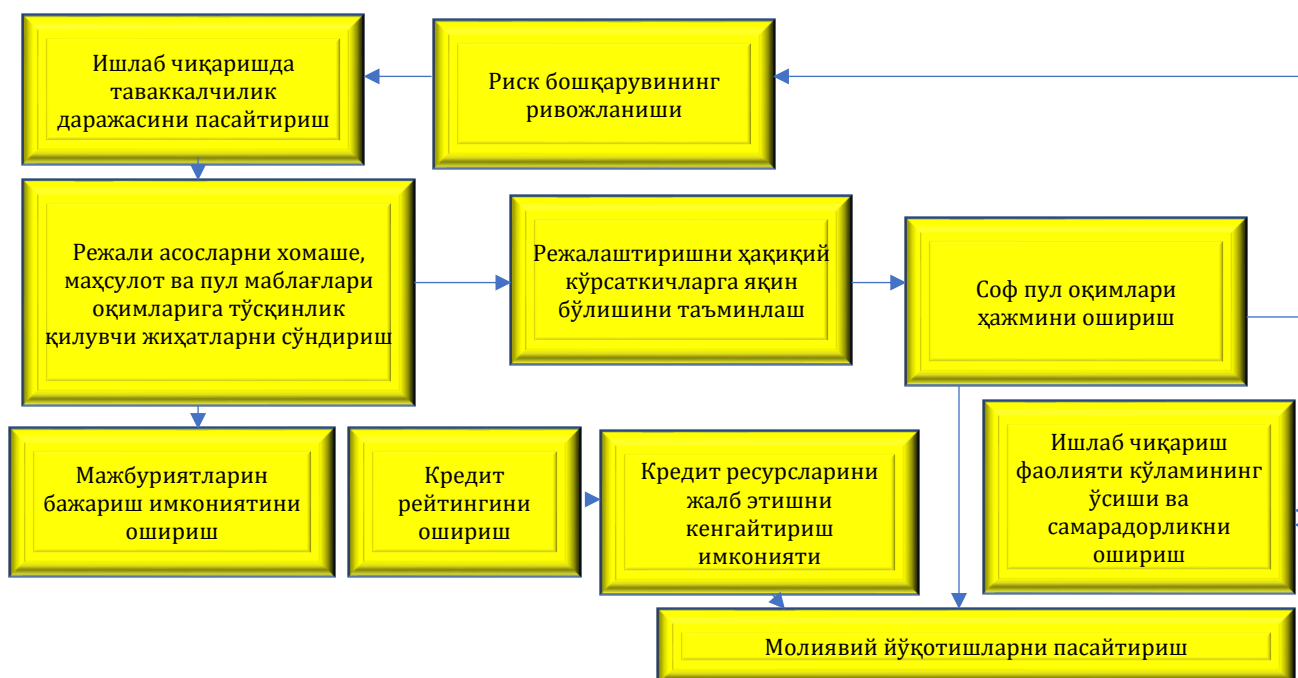 Ишлаб чиқаришда
таваккалчилик
даражасини пасайтириш
Риск бошқарувининг
ривожланиши
Режали асосларни хомаше,
маҳсулот ва пул маблағлари
оқимларига тўсқинлик
қилувчи жиҳатларни сўндириш
Режалаштиришни ҳақиқий
кўрсаткичларга яқин
бўлишини таъминлаш
Соф пул оқимлари
ҳажмини ошириш
Мажбуриятларин
бажариш имкониятини
ошириш
Кредит
рейтингини
ошириш
Кредит ресурсларини
жалб этишни
кенгайтириш
имконияти
Ишлаб чиқариш
фаолияти кўламининг
ўсиши ва
самарадорликни
ошириш
Молиявий йўқотишларни пасайтириш